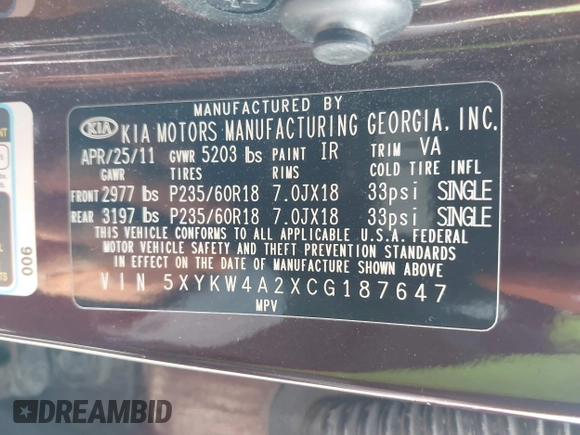 MANUFACTURED BY
KIA KIA MOTORS MANUFACTURING GEORGIA, INC.
APR/25/11 GVWR 5203 lbs PAINT IR TRIM VA
GAWR TIRES RIMS COLD TIRE INFL
FRONT 2977 lbs P235/60R18 7.0JX18 33psi SINGLE
REAR 3197 lbs P235/60R18 7.0JX18 33psi SINGLE
THIS VEHICLE CONFORMS TO ALL APPLICABLE U.S.A. FEDERAL
MOTOR VEHICLE SAFETY AND THEFT PREVENTION STANDARDS
IN EFFECT ON THE DATE OF MANUFACTURE SHOWN ABOVE
VIN 5XYKW4A2XCG187647
MPV
006
DREAMBID